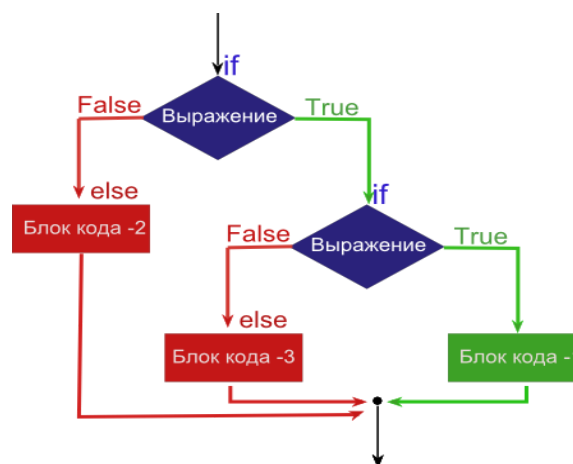 if
Выражение
False
True
else
Блок кода -2
if
Выражение
False
True
else
Блок кода -3
Блок кода -